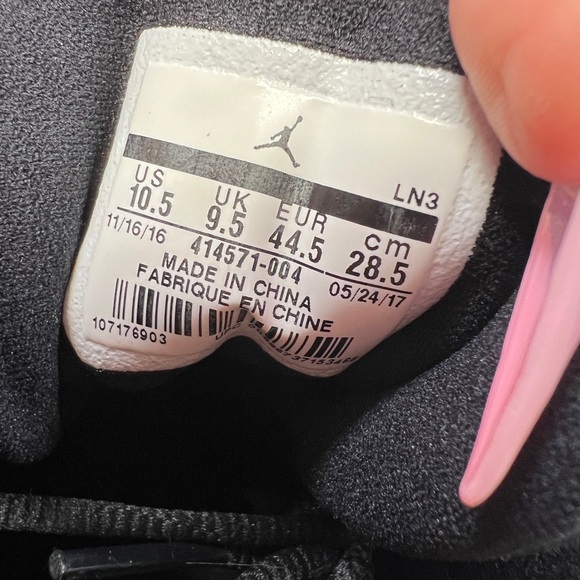 LN3
US UK EUR cm
10.5 9.5 44.5 28.5
11/16/16 414571-004 05/24/17
MADE IN CHINA
FABRIQUE EN CHINE
107176903